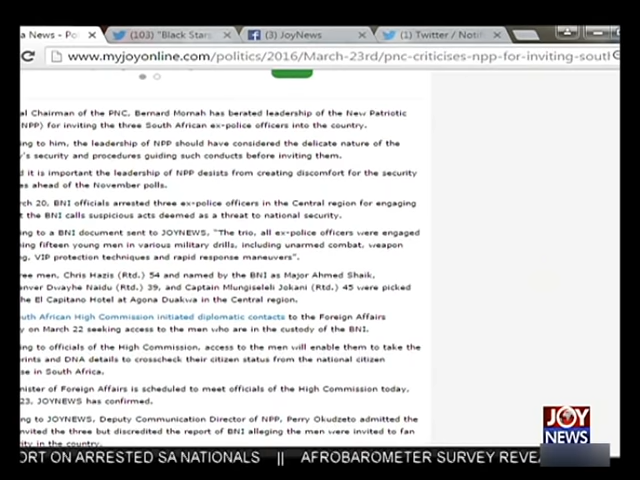 a News - Po
(103) "Black Stars
(3) JoyNews
(1) Twitter / Notif
www.myjoyonline.com/politics/2016/March-23rd/pnc-criticises-npp-for-inviting-sout
al Chairman of the PNC, Bernard Mornah has berated leadership of the New Patriotic
NPP) for inviting the three South African ex-police officers into the country.
ing to him, the leadership of NPP should have considered the delicate nature of the
y's security and procedures guiding such conducts before inviting them.
d it is important the leadership of NPP desists from creating discomfort for the security
es ahead of the November polls.
rch 20, BNI officials arrested three ex-police officers in the Central region for engaging
t the BNI calls suspicious acts deemed as a threat to national security.
ing to a BNI document sent to JOYNEWS, "The trio, all ex-police officers were engaged
ing fifteen young men in various military drills, including unarmed combat, weapon
g, VIP protection techniques and rapid response maneuvers".
ree men, Chris Hazis (Rtd.) 54 and named by the BNI as Major Ahmed Shaik,
enver Dwayhe Naidu (Rtd.) 39, and Captain Mlungiseleli Jokani (Rtd.) 45 were picked
he El Capitano Hotel at Agona Duakwa in the Central region.
uth African High Commission initiated diplomatic contacts to the Foreign Affairs
y on March 22 seeking access to the men who are in the custody of the BNI.
ing to officials of the High Commission, access to the men will enable them to take the
rints and DNA details to crosscheck their citizen status from the national citizen
se in South Africa.
nister of Foreign Affairs is scheduled to meet officials of the High Commission today,
23, JOYNEWS has confirmed.
ng to JOYNEWS, Deputy Communication Director of NPP, Perry Okudzeto admitted the
nvited the three but discredited the report of BNI alleging the men were invited to fan
ity in the country.
JOY
NEWS
ORT ON ARRESTED SA NATIONALS || AFROBAROMETER SURVEY REVEA